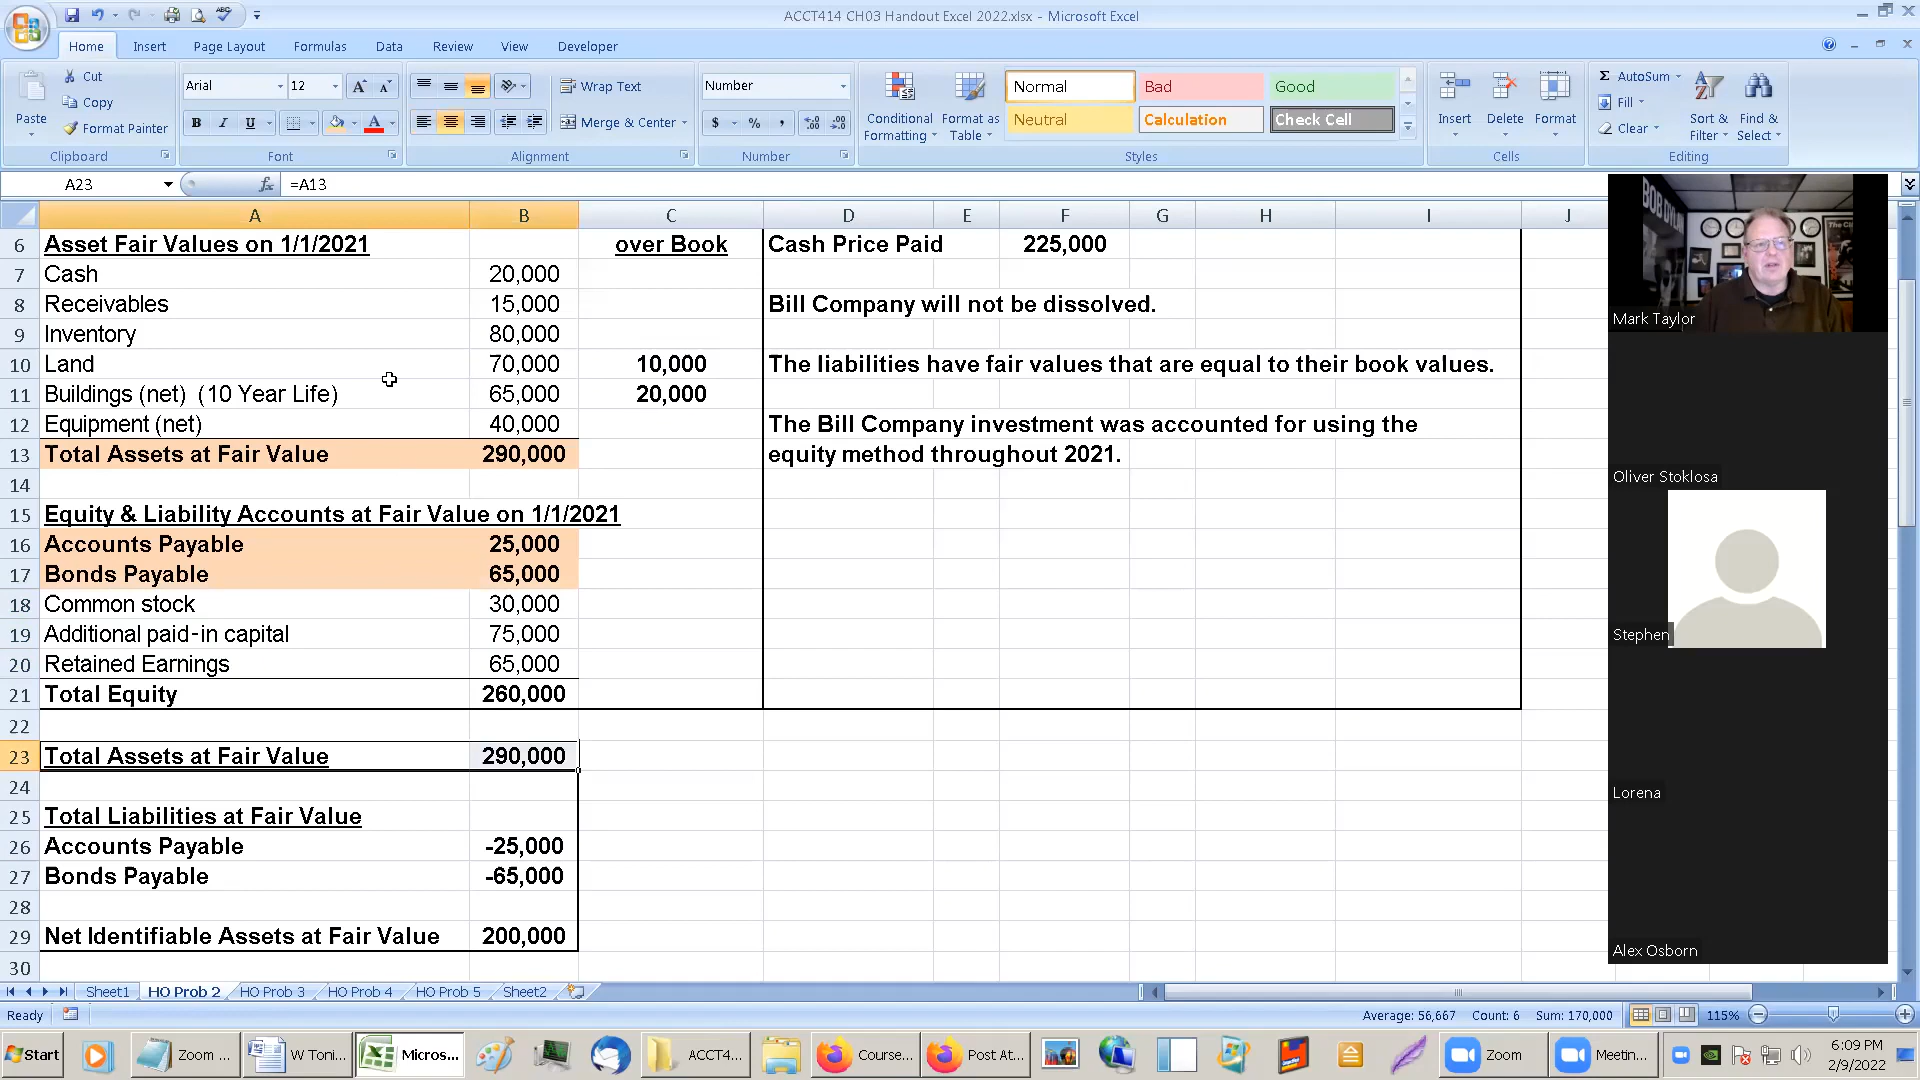 ACCT414 CH03 Handout Excel 2022.xlsx - Microsoft Excel
Home Insert Page Layout Formulas Data Review View Developer
Paste
Cut
Copy
Format Painter
Clipboard
Arial 12
B I U
Font
Wrap Text
Merge & Center
Alignment
Number
$ % ,
Number
Conditional Formatting
Format as Table
Normal Bad Good
Neutral Calculation Check Cell
Styles
Insert Delete Format
Cells
Σ AutoSum
Fill
Clear
Sort & Filter
Find & Select
Editing
A23 fx =A13
A B C D E F G H I J
6 Asset Fair Values on 1/1/2021 over Book Cash Price Paid 225,000
7 Cash 20,000
8 Receivables 15,000 Bill Company will not be dissolved.
9 Inventory 80,000
10 Land 70,000 10,000 The liabilities have fair values that are equal to their book values.
11 Buildings (net) (10 Year Life) 65,000 20,000
12 Equipment (net) 40,000 The Bill Company investment was accounted for using the
13 Total Assets at Fair Value 290,000 equity method throughout 2021.
14
15 Equity & Liability Accounts at Fair Value on 1/1/2021
16 Accounts Payable 25,000
17 Bonds Payable 65,000
18 Common stock 30,000
19 Additional paid-in capital 75,000
20 Retained Earnings 65,000
21 Total Equity 260,000
22
23 Total Assets at Fair Value 290,000
24
25 Total Liabilities at Fair Value
26 Accounts Payable -25,000
27 Bonds Payable -65,000
28
29 Net Identifiable Assets at Fair Value 200,000
30
BOB DYLAN
Mark Taylor
Oliver Stoklosa
Stephen
Lorena
Alex Osborn
Sheet1 HO Prob 2 HO Prob 3 HO Prob 4 HO Prob 5 Sheet2
Ready Average: 56,667 Count: 6 Sum: 170,000 115%
Start Zoom ... W Toni... Micros... ACCT4... Course... Post At... Zoom Meetin...
6:09 PM
2/9/2022